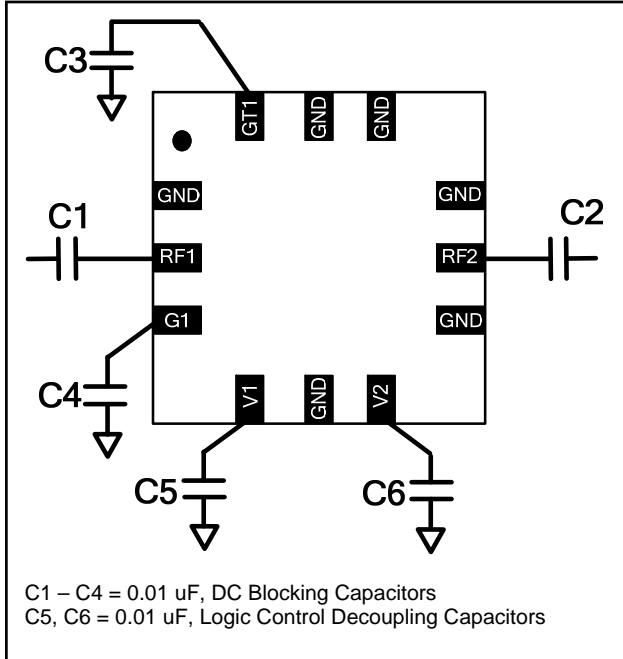 C3
GT1
GND
GND
GND
GND
C1
C2
RF1
RF2
G1
GND
C4
V1
GND
V2
C5
C6
C1 – C4 = 0.01 uF, DC Blocking Capacitors
C5, C6 = 0.01 uF, Logic Control Decoupling Capacitors